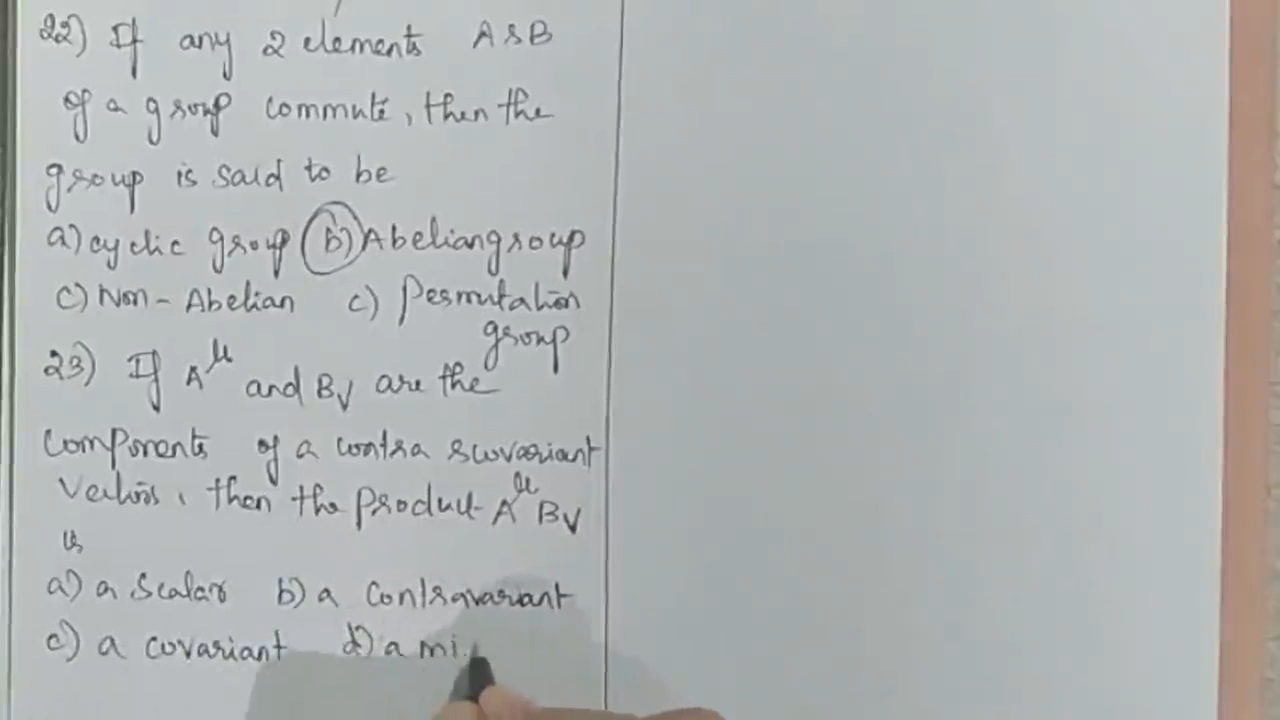 22) If any 2 elements A & B
of a group commute, then the
group is said to be
a) cyclic group b) Abelian group
c) Non-Abelian c) Permutation
group
23) If A^μ and Bν are the
components of a contra & covariant
Vectors, then the product A^μ Bν
is
a) a Scalar b) a Contravariant
c) a covariant d) a mi